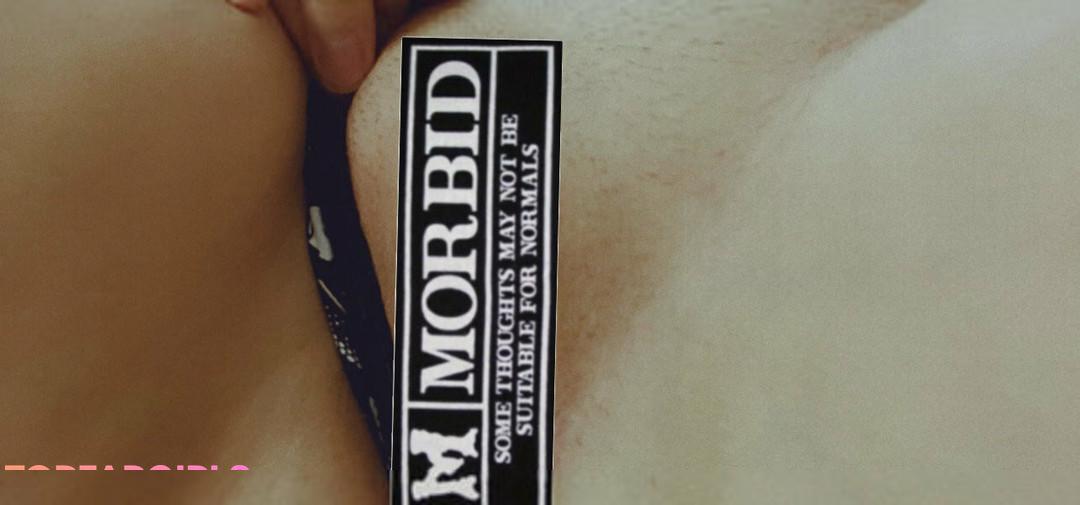 M
MORBID
SOME THOUGHTS MAY NOT BE
SUITABLE FOR NORMALS